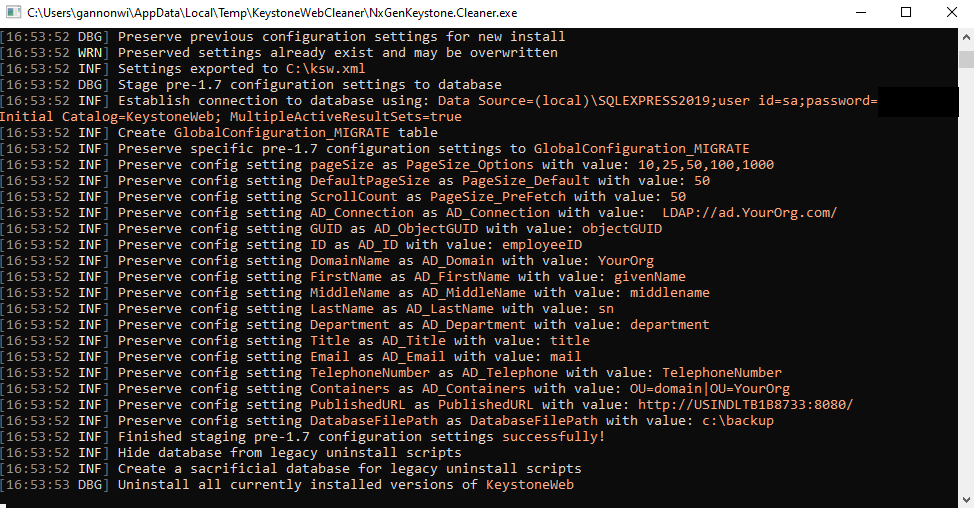 C:\Users\gannonwi\AppData\Local\Temp\KeystoneWebCleaner\NxGenKeystone.Cleaner.exe
[16:53:52 DBG] Preserve previous configuration settings for new install
[16:53:52 WRN] Preserved settings already exist and may be overwritten
[16:53:52 INF] Settings exported to C:\ksw.xml
[16:53:52 DBG] Stage pre-1.7 configuration settings to database
[16:53:52 INF] Establish connection to database using: Data Source=(local)\SQLEXPRESS2019;user id=sa;password=
Initial Catalog=KeystoneWeb; MultipleActiveResultSets=true
[16:53:52 INF] Create GlobalConfiguration_MIGRATE table
[16:53:52 INF] Preserve specific pre-1.7 configuration settings to GlobalConfiguration_MIGRATE
[16:53:52 INF] Preserve config setting pageSize as PageSize_Options with value: 10,25,50,100,1000
[16:53:52 INF] Preserve config setting DefaultPageSize as PageSize_Default with value: 50
[16:53:52 INF] Preserve config setting ScrollCount as PageSize_PreFetch with value: 50
[16:53:52 INF] Preserve config setting AD_Connection as AD_Connection with value:  LDAP://ad.YourOrg.com/
[16:53:52 INF] Preserve config setting GUID as AD_ObjectGUID with value: objectGUID
[16:53:52 INF] Preserve config setting ID as AD_ID with value: employeeID
[16:53:52 INF] Preserve config setting DomainName as AD_Domain with value: YourOrg
[16:53:52 INF] Preserve config setting FirstName as AD_FirstName with value: givenName
[16:53:52 INF] Preserve config setting MiddleName as AD_MiddleName with value: middlename
[16:53:52 INF] Preserve config setting LastName as AD_LastName with value: sn
[16:53:52 INF] Preserve config setting Department as AD_Department with value: department
[16:53:52 INF] Preserve config setting Title as AD_Title with value: title
[16:53:52 INF] Preserve config setting Email as AD_Email with value: mail
[16:53:52 INF] Preserve config setting TelephoneNumber as AD_Telephone with value: TelephoneNumber
[16:53:52 INF] Preserve config setting Containers as AD_Containers with value: OU=domain|OU=YourOrg
[16:53:52 INF] Preserve config setting PublishedURL as PublishedURL with value: http://USINDLTB1B8733:8080/
[16:53:52 INF] Preserve config setting DatabaseFilePath as DatabaseFilePath with value: c:\backup
[16:53:52 INF] Finished staging pre-1.7 configuration settings successfully!
[16:53:52 INF] Hide database from legacy uninstall scripts
[16:53:52 INF] Create a sacrificial database for legacy uninstall scripts
[16:53:53 DBG] Uninstall all currently installed versions of KeystoneWeb